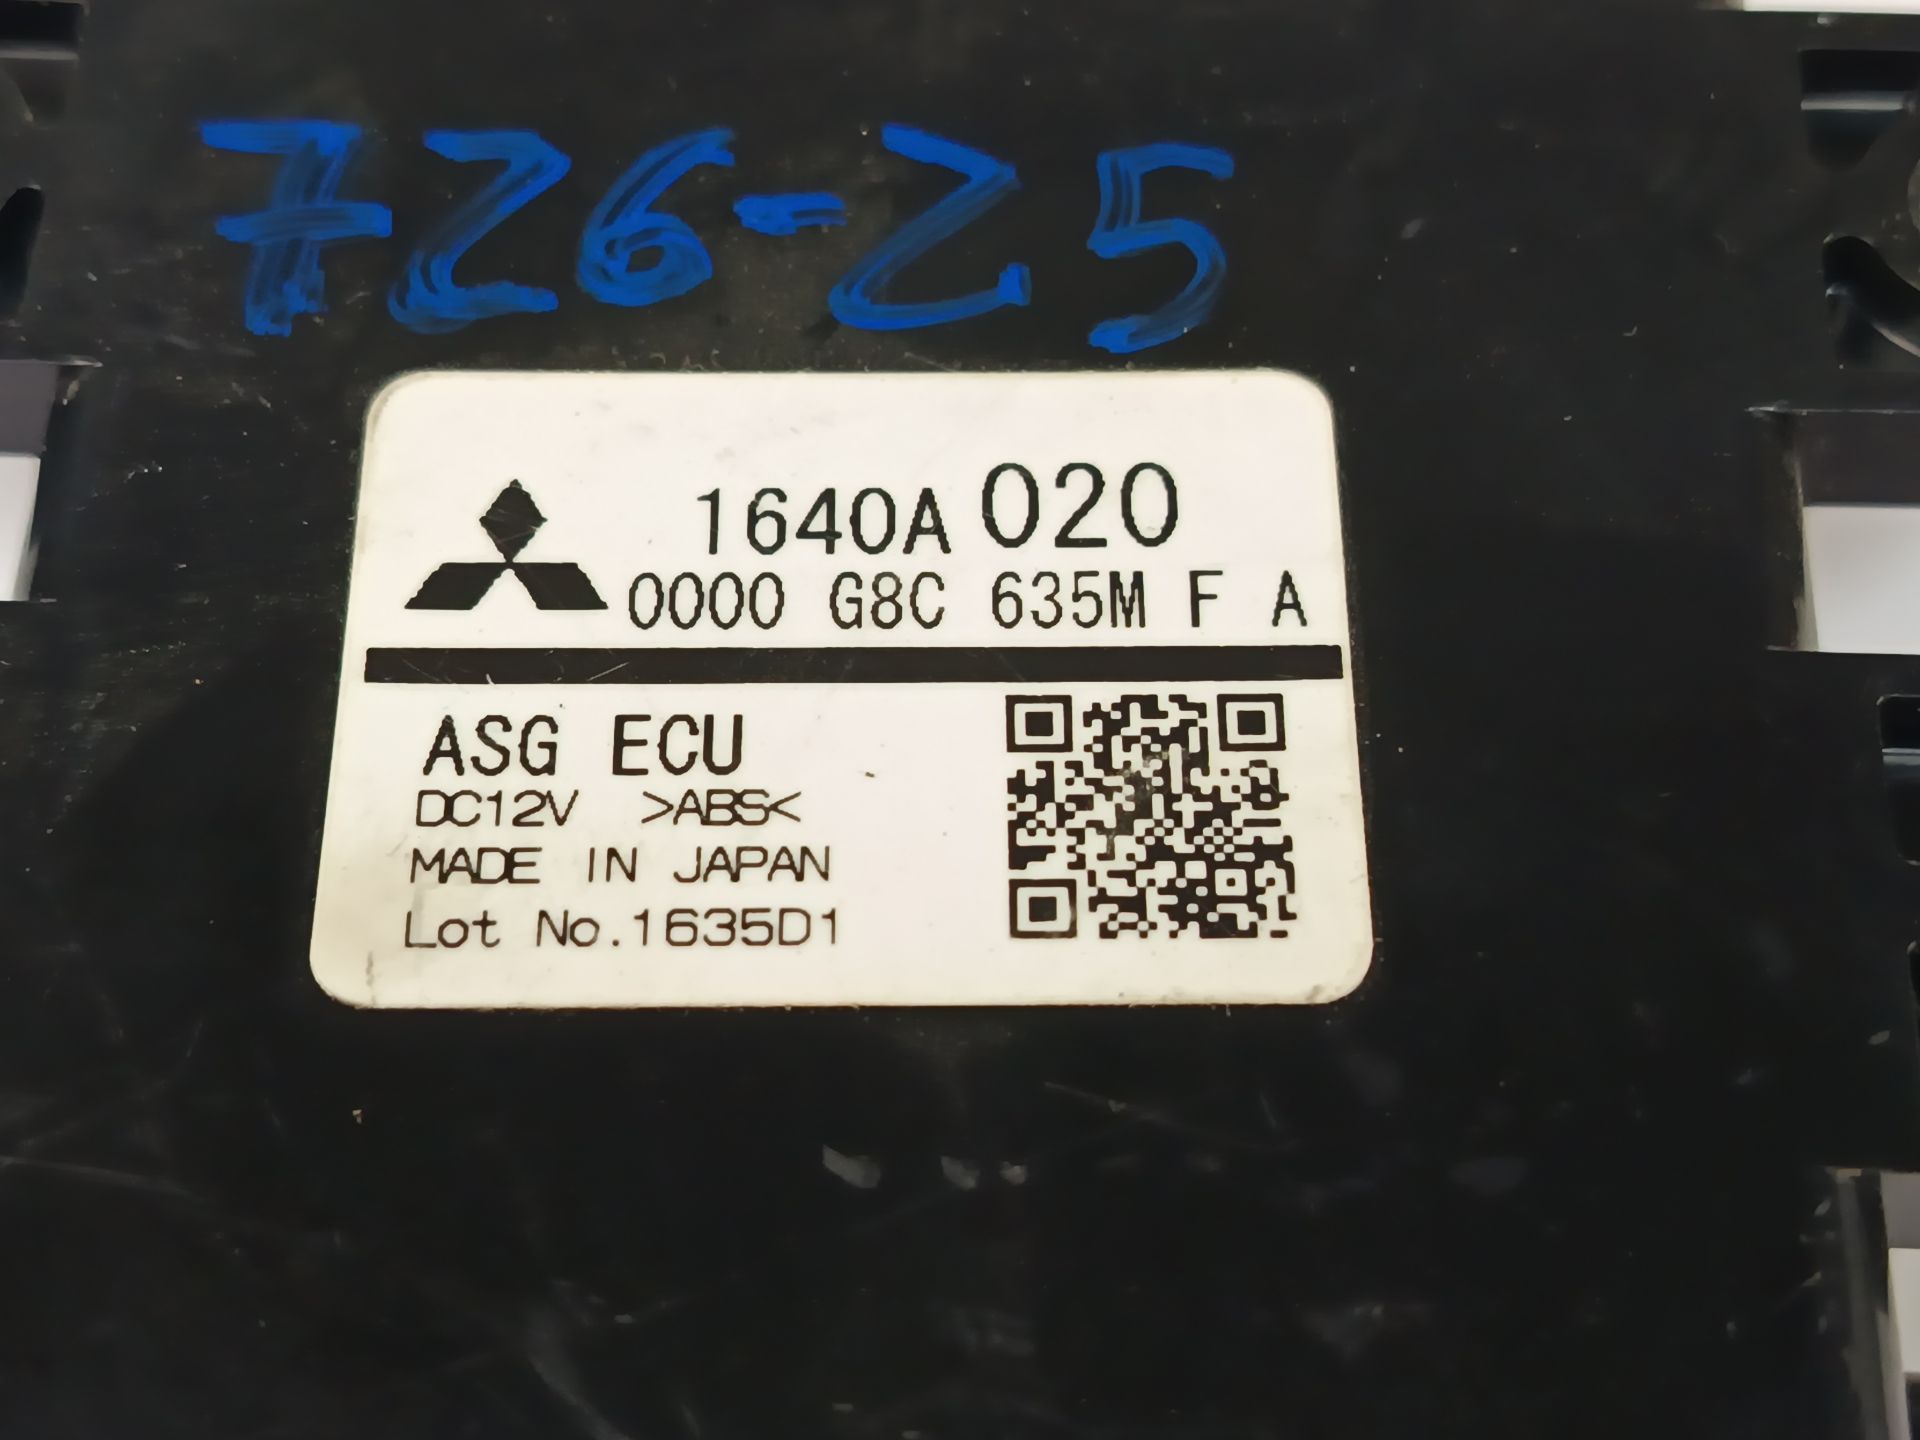 726-25
1640A 020
0000 G8C 635M F A
ASG ECU
DC12V >ABS<
MADE IN JAPAN
Lot No.1635D1